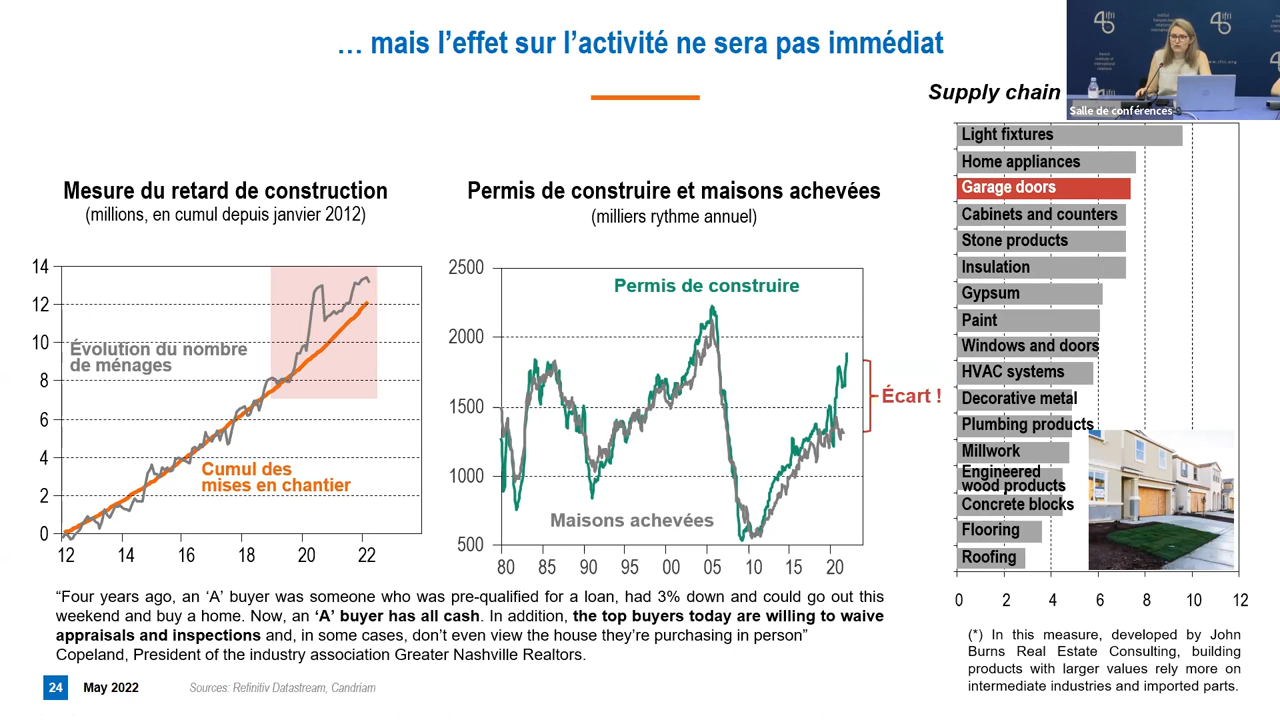 … mais l’effet sur l’activité ne sera pas immédiat
ifri
ifri
Salle de conférences
Supply chain
Mesure du retard de construction
(millions, en cumul depuis janvier 2012)
14
12
10
8
6
4
2
0
12
14
16
18
20
22
Évolution du nombre
de ménages
Cumul des
mises en chantier
Permis de construire et maisons achevées
(milliers rythme annuel)
2500
2000
1500
1000
500
80
85
90
95
00
05
10
15
20
Permis de construire
Maisons achevées
Écart !
Light fixtures
Home appliances
Garage doors
Cabinets and counters
Stone products
Insulation
Gypsum
Paint
Windows and doors
HVAC systems
Decorative metal
Plumbing products
Millwork
Engineered
wood products
Concrete blocks
Flooring
Roofing
0
2
4
6
8
10
12
“Four years ago, an ‘A’ buyer was someone who was pre-qualified for a loan, had 3% down and could go out this
weekend and buy a home. Now, an ‘A’ buyer has all cash. In addition, the top buyers today are willing to waive
appraisals and inspections and, in some cases, don’t even view the house they’re purchasing in person”
Copeland, President of the industry association Greater Nashville Realtors.
(*) In this measure, developed by John
Burns Real Estate Consulting, building
products with larger values rely more on
intermediate industries and imported parts.
24
May 2022
Sources: Refinitiv Datastream, Candriam